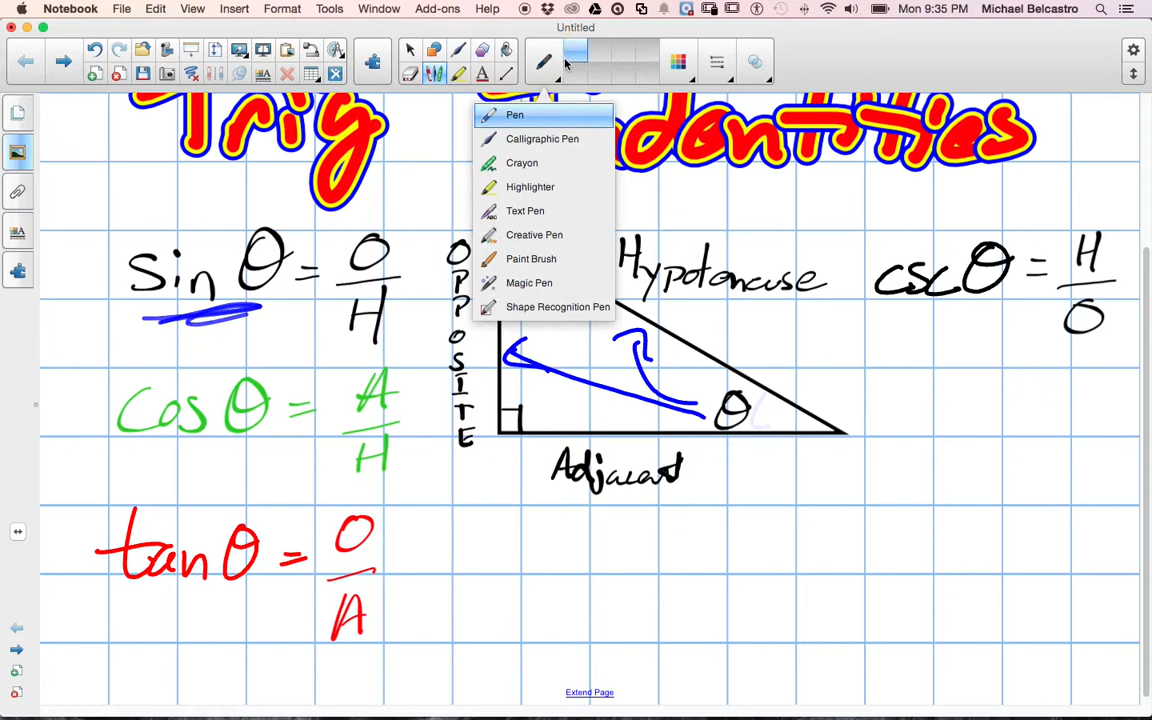 Notebook File Edit View Insert Format Tools Window Add-ons Help Mon 9:35 PM Michael Belcastro
Untitled
Trig Identities
Pen
Calligraphic Pen
Crayon
Highlighter
Text Pen
Creative Pen
Paint Brush
Magic Pen
Shape Recognition Pen
sin θ = O/H
OPPOSITE
Hypotenuse
csc θ = H/O
cos θ = A/H
θ
Adjacent
tan θ = O/A
Extend Page